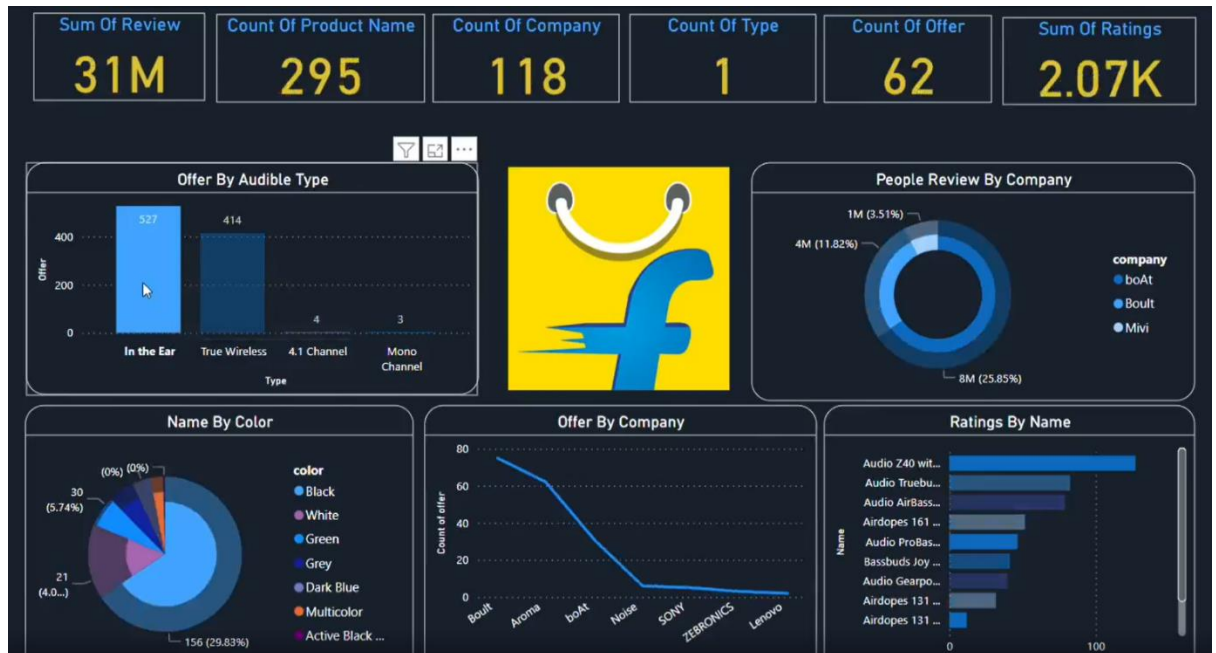 Sum Of Review
31M
Count Of Product Name
295
Count Of Company
118
Count Of Type
1
Count Of Offer
62
Sum Of Ratings
2.07K
Offer By Audible Type
Offer
400
200
0
527
414
4
3
In the Ear
True Wireless
4.1 Channel
Mono
Channel
Type
f
People Review By Company
1M (3.51%)
4M (11.82%)
8M (25.85%)
company
boAt
Boult
Mivi
Name By Color
(0%) (0%)
30
(5.74%)
21
(4.0...)
156 (29.83%)
color
Black
White
Green
Grey
Dark Blue
Multicolor
Active Black ...
Offer By Company
Count of offer
80
60
40
20
0
Boult
Aroma
boAt
Noise
SONY
ZEBRONICS
Lenovo
Ratings By Name
Name
Audio Z40 wit...
Audio Truebu...
Audio AirBass...
Airdopes 161 ...
Audio ProBas...
Bassbuds Joy ...
Audio Gearpo...
Airdopes 131 ...
Airdopes 131 ...
0
100